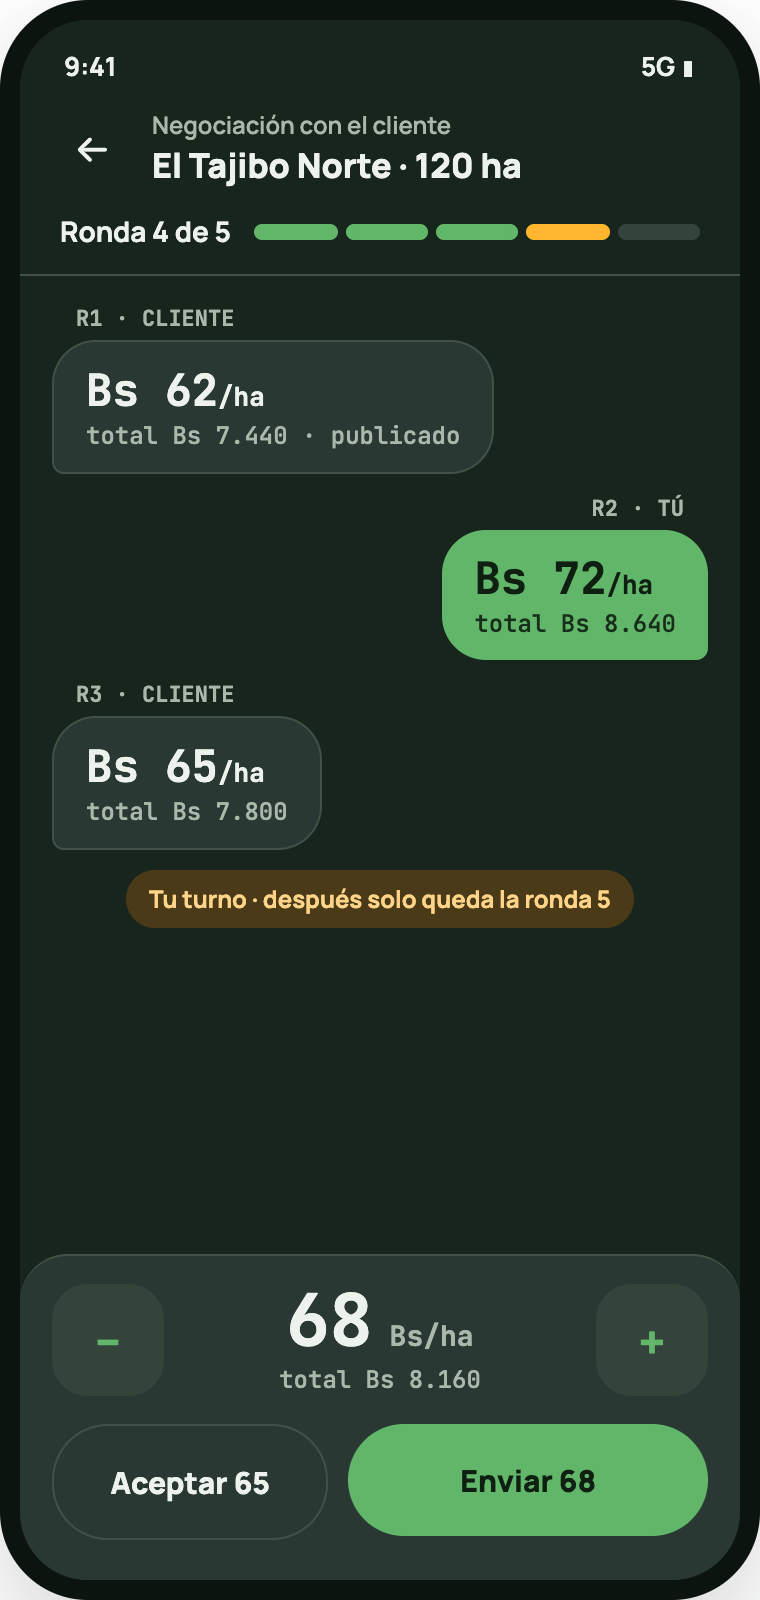 9:41
5G
Negociación con el cliente
El Tajibo Norte · 120 ha
Ronda 4 de 5
R1 · CLIENTE
Bs 62/ha
total Bs 7.440 · publicado
R2 · TÚ
Bs 72/ha
total Bs 8.640
R3 · CLIENTE
Bs 65/ha
total Bs 7.800
Tu turno · después solo queda la ronda 5
−
68 Bs/ha
+
total Bs 8.160
Aceptar 65
Enviar 68